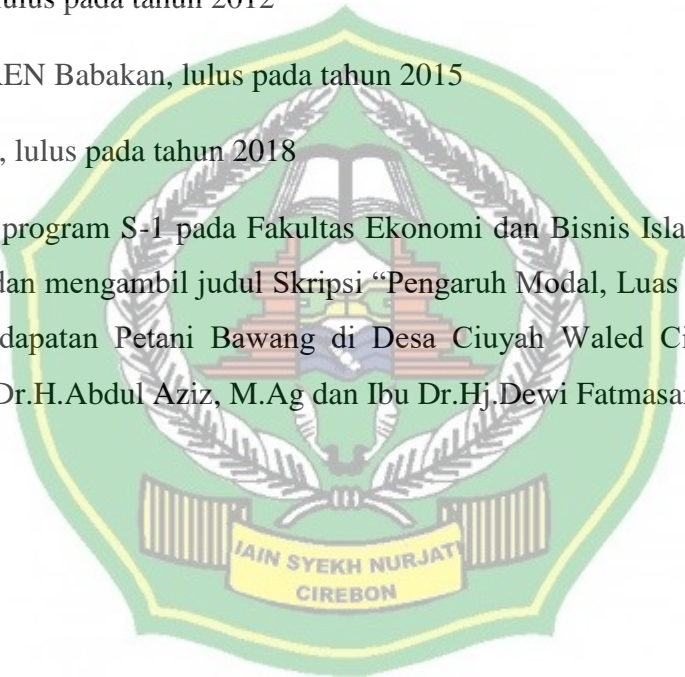 lulus pada tahun 2012
EN Babakan, lulus pada tahun 2015
, lulus pada tahun 2018
program S-1 pada Fakultas Ekonomi dan Bisnis Isla
dan mengambil judul Skripsi “Pengaruh Modal, Luas
dapatan Petani Bawang di Desa Ciuyah Waled Ci
Dr.H.Abdul Aziz, M.Ag dan Ibu Dr.Hj.Dewi Fatmasar
IAIN SYEKH NURJATI
CIREBON